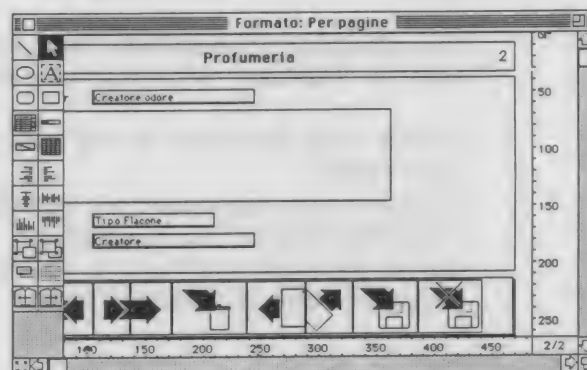 Formato: Per pagine
Profumeria 2
A
r Creatore odore
50
100
150
Tipo Flacone
Creatore
200
250
100 150 200 250 300 350 400 450 2/2